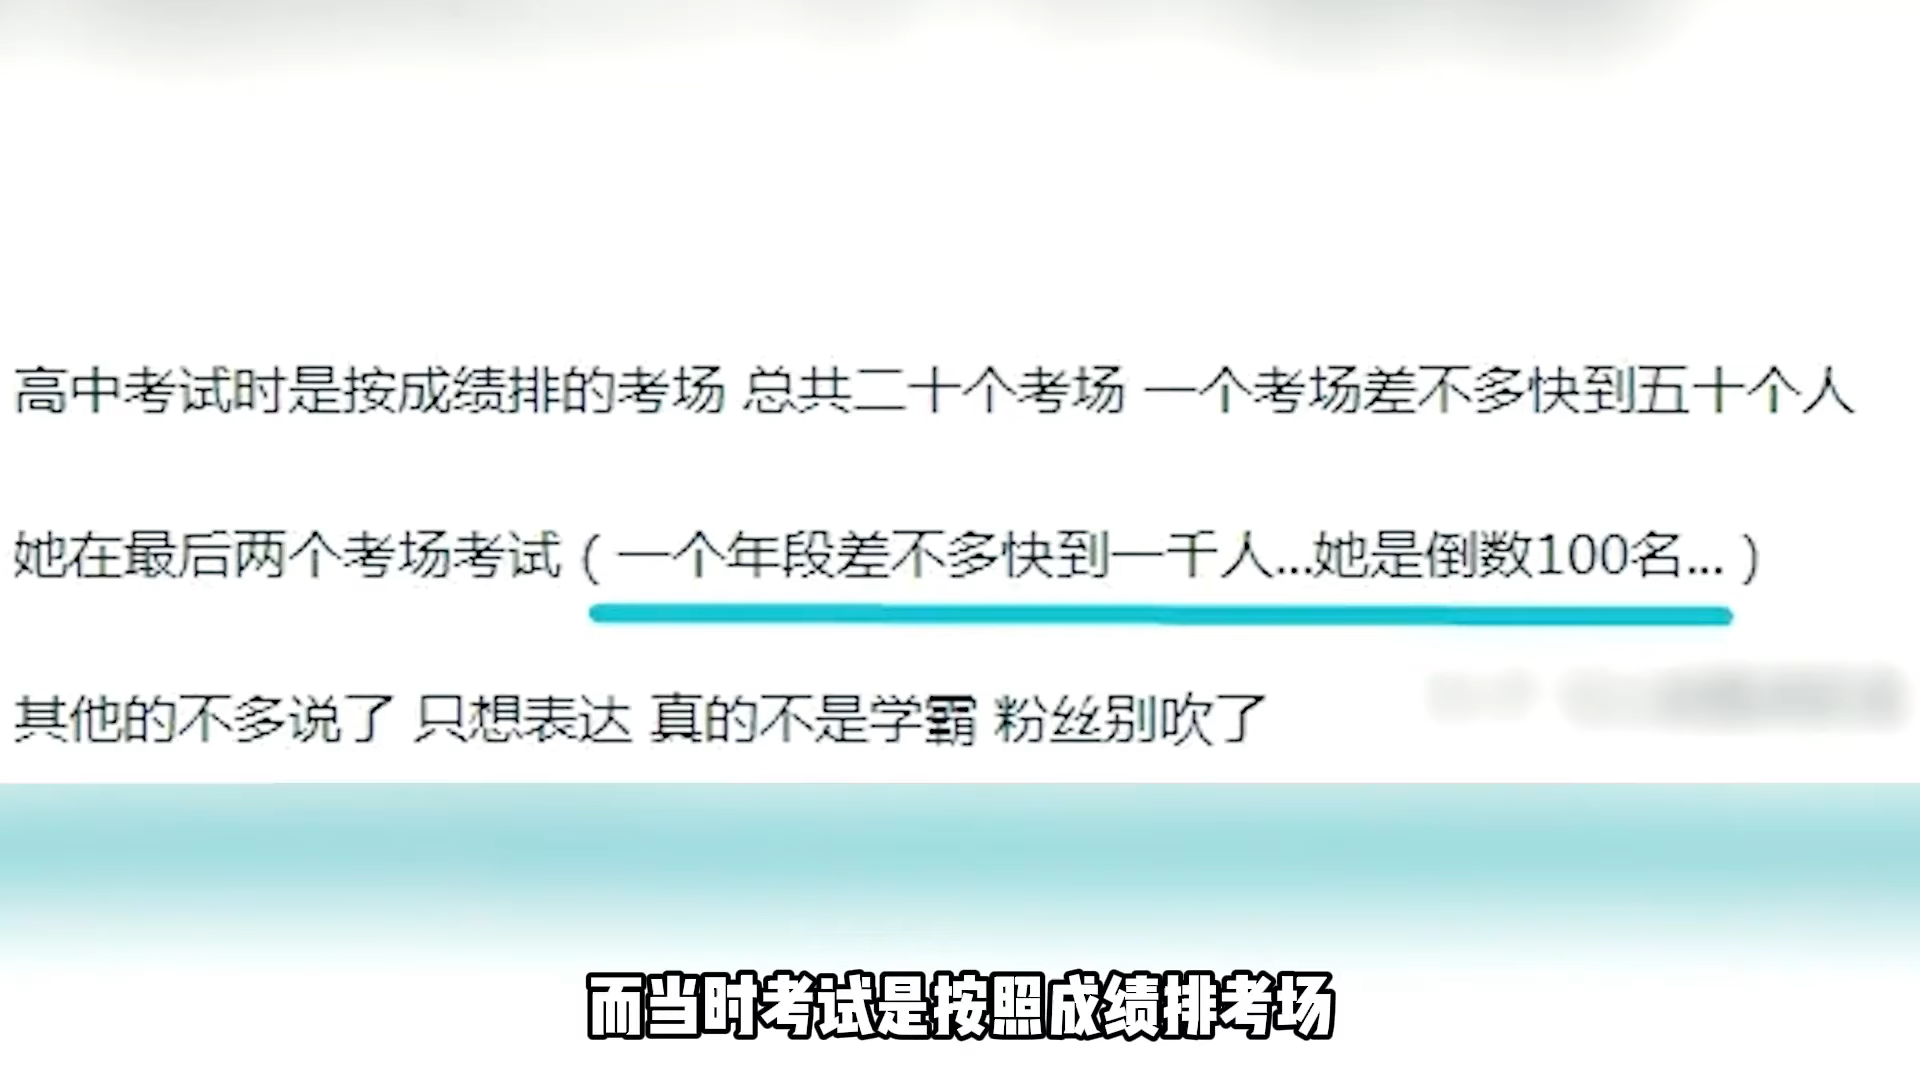 高中考试时是按成绩排的考场 总共二十个考场 一个考场差不多快到五十个人
她在最后两个考场考试（一个年段差不多快到一千人...她是倒数100名...）
其他的不多说了 只想表达 真的不是学霸 粉丝别吹了
而当时考试是按照成绩排考场